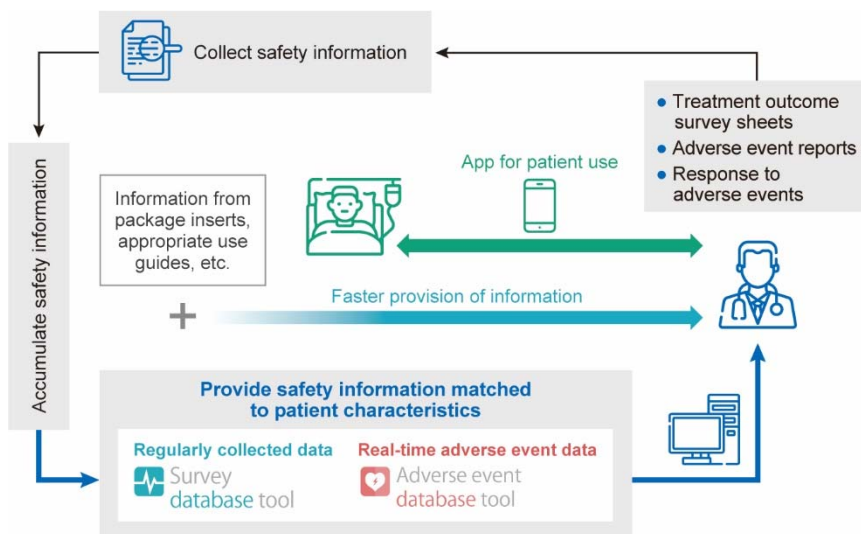 Collect safety information
● Treatment outcome
survey sheets
● Adverse event reports
● Response to
adverse events
Accumulate safety information
Information from
package inserts,
appropriate use
guides, etc.
App for patient use
Faster provision of information
+
Provide safety information matched
to patient characteristics
Regularly collected data
Survey
database tool
Real-time adverse event data
Adverse event
database tool